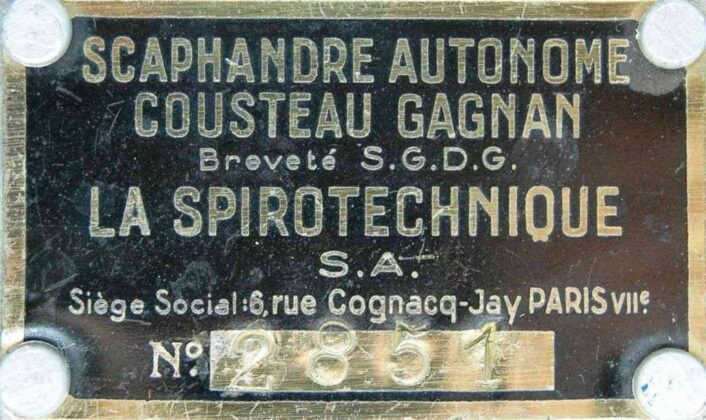 SCAPHANDRE AUTONOME
COUSTEAU GAGNAN
Breveté S.G.D.G.
LA SPIROTECHNIQUE
S.A.
Siège Social:6,rue Cognacq-Jay PARIS VIIe.
No. 2851